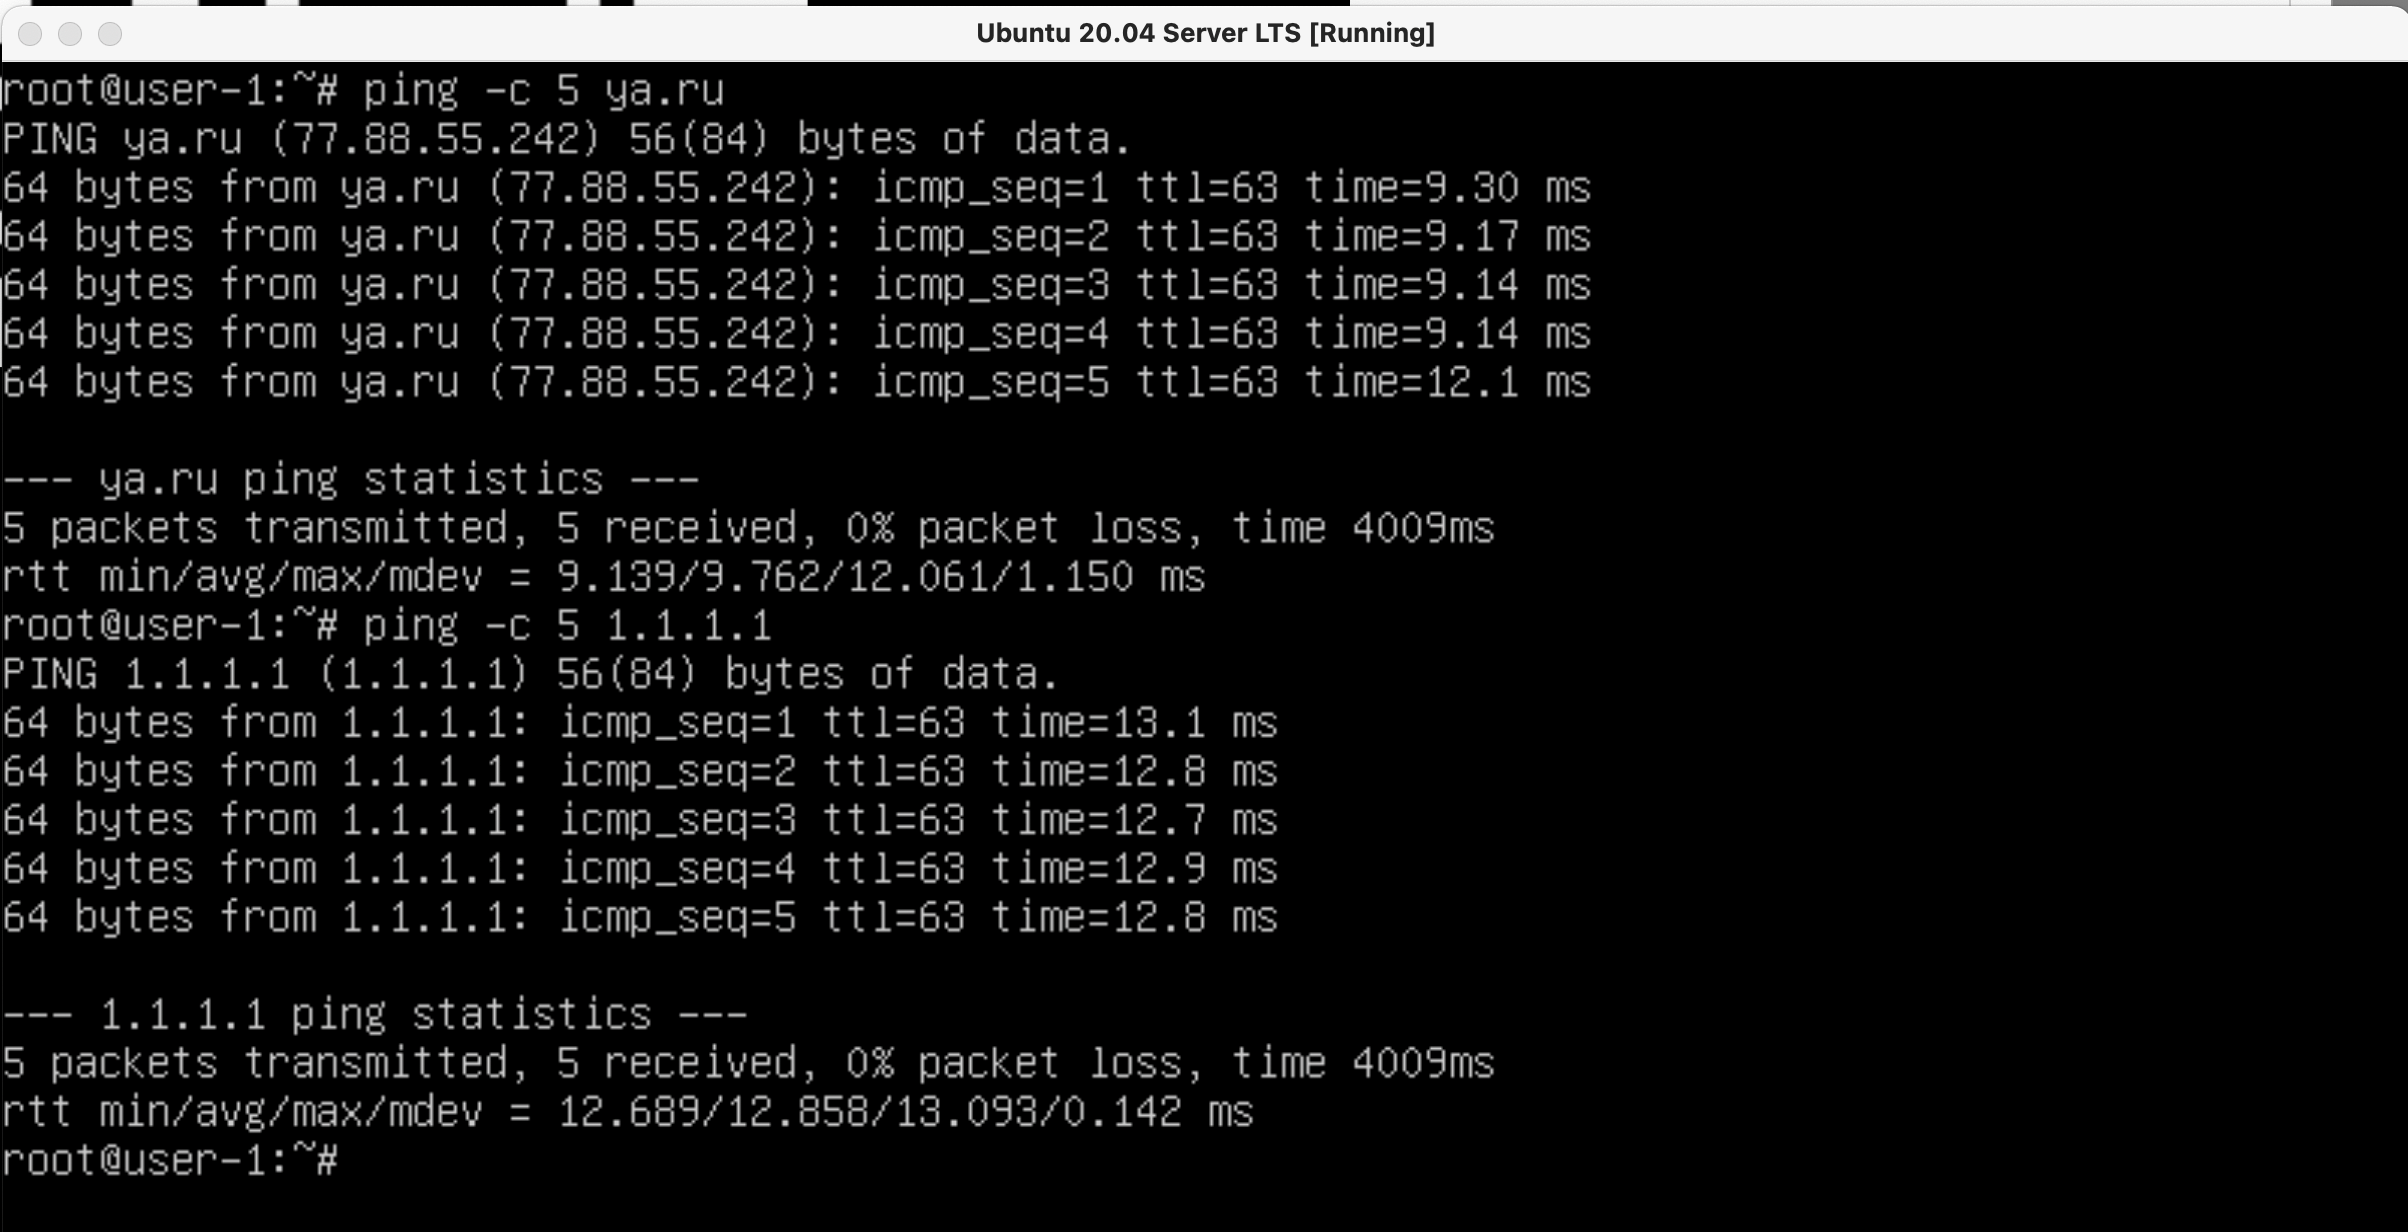 Ubuntu 20.04 Server LTS [Running]
root@user-1:~# ping -c 5 ya.ru
PING ya.ru (77.88.55.242) 56(84) bytes of data.
64 bytes from ya.ru (77.88.55.242): icmp_seq=1 ttl=63 time=9.30 ms
64 bytes from ya.ru (77.88.55.242): icmp_seq=2 ttl=63 time=9.17 ms
64 bytes from ya.ru (77.88.55.242): icmp_seq=3 ttl=63 time=9.14 ms
64 bytes from ya.ru (77.88.55.242): icmp_seq=4 ttl=63 time=9.14 ms
64 bytes from ya.ru (77.88.55.242): icmp_seq=5 ttl=63 time=12.1 ms
--- ya.ru ping statistics ---
5 packets transmitted, 5 received, 0% packet loss, time 4009ms
rtt min/avg/max/mdev = 9.139/9.762/12.061/1.150 ms
root@user-1:~# ping -c 5 1.1.1.1
PING 1.1.1.1 (1.1.1.1) 56(84) bytes of data.
64 bytes from 1.1.1.1: icmp_seq=1 ttl=63 time=13.1 ms
64 bytes from 1.1.1.1: icmp_seq=2 ttl=63 time=12.8 ms
64 bytes from 1.1.1.1: icmp_seq=3 ttl=63 time=12.7 ms
64 bytes from 1.1.1.1: icmp_seq=4 ttl=63 time=12.9 ms
64 bytes from 1.1.1.1: icmp_seq=5 ttl=63 time=12.8 ms
--- 1.1.1.1 ping statistics ---
5 packets transmitted, 5 received, 0% packet loss, time 4009ms
rtt min/avg/max/mdev = 12.689/12.858/13.093/0.142 ms
root@user-1:~#